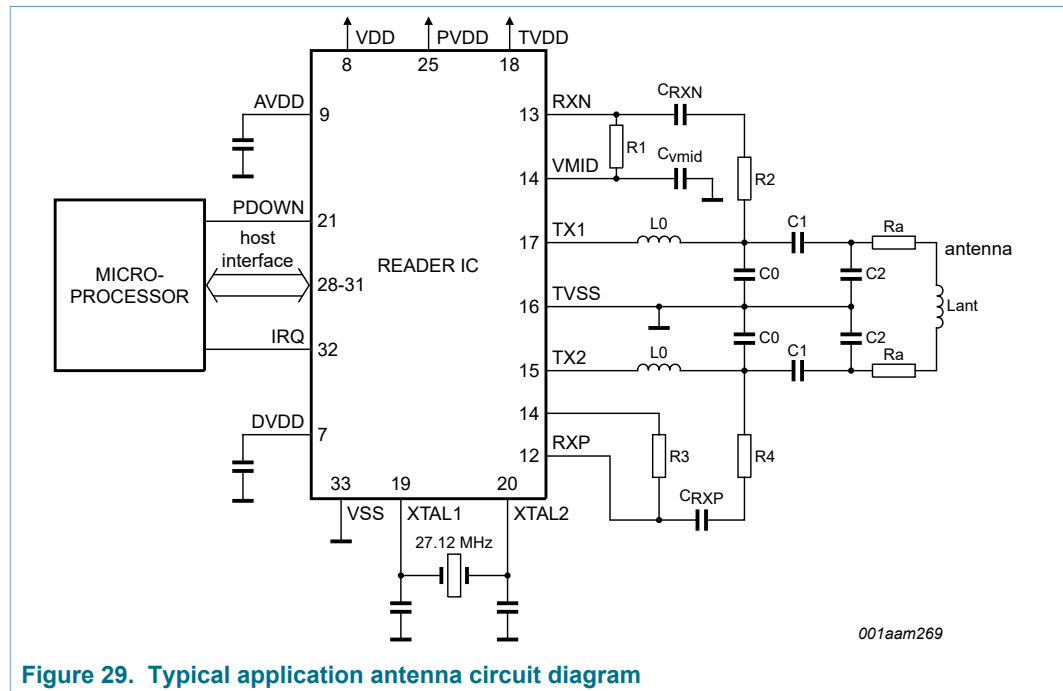 VDD PVDD TVDD
8 25 18
AVDD
9
13
RXN
CRXN
R1
VMID
14
Cvmid
R2
PDOWN
21
host
interface
MICRO-
PROCESSOR
28-31
READER IC
IRQ
32
17
TX1
L0
C1
Ra
antenna
C0
C2
TVSS
16
Lant
C0
C2
TX2
15
L0
C1
Ra
14
RXP
12
R3
R4
CRXP
DVDD
7
33 19 20
VSS XTAL1 XTAL2
27.12 MHz
001aam269
Figure 29. Typical application antenna circuit diagram